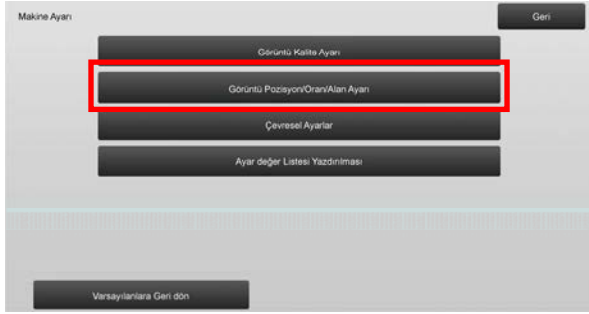 Makine Ayarı
Geri
Görüntü Kalite Ayarı
Görüntü Pozisyon/Oran/Alan Ayarı
Çevresel Ayarlar
Ayar değer Listesi Yazdırılması
Varsayılanlara Geri dön